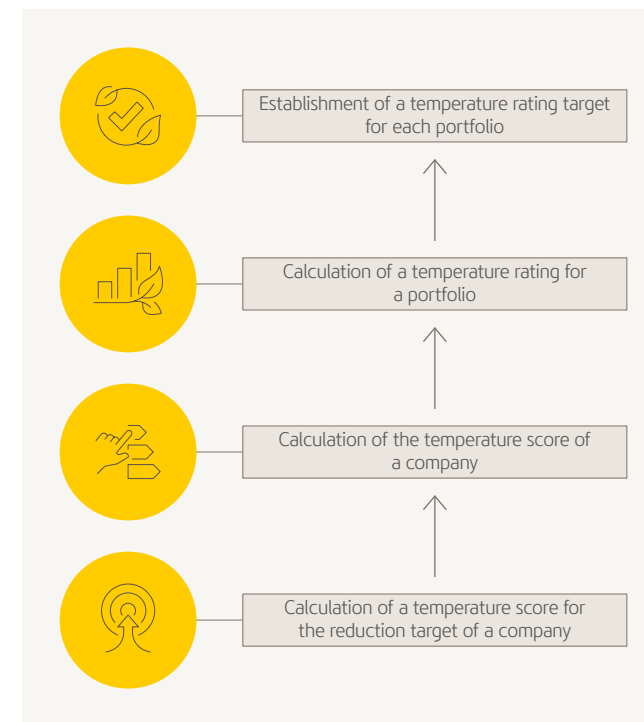 Establishment of a temperature rating target
for each portfolio
Calculation of a temperature rating for
a portfolio
Calculation of the temperature score of
a company
Calculation of a temperature score for
the reduction target of a company